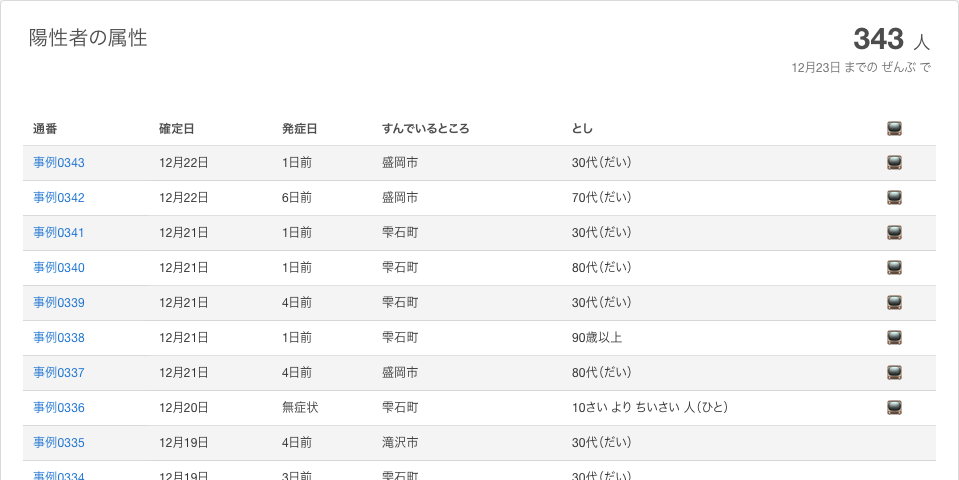 陽性者の属性
343 人
12月23日 までの ぜんぶ で
通番 確定日 発症日 すんでいるところ とし
事例0343 12月22日 1日前 盛岡市 30代（だい）
事例0342 12月22日 6日前 盛岡市 70代（だい）
事例0341 12月21日 1日前 雫石町 30代（だい）
事例0340 12月21日 1日前 雫石町 80代（だい）
事例0339 12月21日 4日前 雫石町 30代（だい）
事例0338 12月21日 1日前 雫石町 90歳以上
事例0337 12月21日 4日前 盛岡市 80代（だい）
事例0336 12月20日 無症状 雫石町 10さい より ちいさい 人（ひと）
事例0335 12月19日 4日前 滝沢市 30代（だい）
事例0334 12月19日 3日前 雫石町 30代（だい）